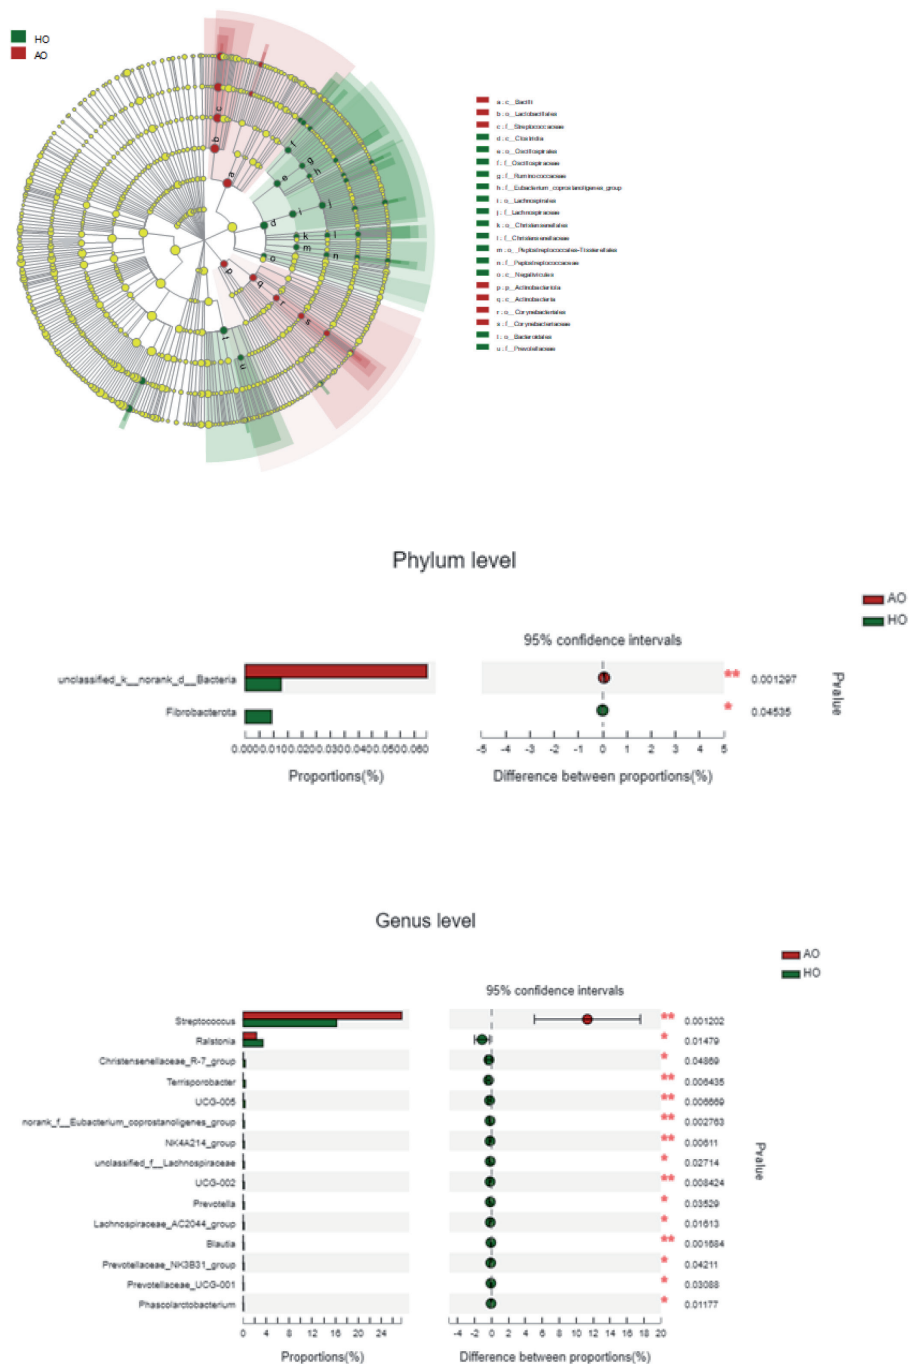 HO
AO
c
b
a
f
e
g
h
d
i
j
k
l
m
n
o
p
q
r
s
t
u
a : c__Bacilli
b : o__Lactobacillales
c : f__Streptococcaceae
d : c__Clostridia
e : o__Oscillospirales
f : f__Oscillospiraceae
g : f__Ruminococcaceae
h : f__Eubacterium_coprostanoligenes_group
i : o__Lachnospirales
j : f__Lachnospiraceae
k : o__Christensenellales
l : f__Christensenellaceae
m : o__Peptostreptococcales-Tissierellales
n : f__Peptostreptococcaceae
o : c__Negativicutes
p : p__Actinobacteriota
q : c__Actinobacteria
r : o__Corynebacteriales
s : f__Corynebacteriaceae
t : o__Bacteroidales
u : f__Prevotellaceae
Phylum level
AO
HO
95% confidence intervals
unclassified_k__norank_d__Bacteria
** 0.001297
Fibrobacterota
* 0.04535
Pvalue
0.000 0.010 0.020 0.030 0.040 0.050 0.060
-5 -4 -3 -2 -1 0 1 2 3 4 5
Proportions(%)
Difference between proportions(%)
Genus level
AO
HO
95% confidence intervals
Streptococcus ** 0.001202
Ralstonia * 0.01479
Christensenellaceae_R-7_group * 0.04869
Terrisporobacter ** 0.006435
UCG-005 ** 0.006669
norank_f__Eubacterium_coprostanoligenes_group ** 0.002763
NK4A214_group ** 0.00611
unclassified_f__Lachnospiraceae * 0.02714
UCG-002 ** 0.008424
Prevotella * 0.03529
Lachnospiraceae_AC2044_group * 0.01613
Blautia ** 0.001684
Prevotellaceae_NK3B31_group * 0.04211
Prevotellaceae_UCG-001 * 0.03088
Phascolarctobacterium * 0.01177
Pvalue
0 4 8 12 16 20 24
-4 -2 0 2 4 6 8 10 12 14 16 18 20
Proportions(%)
Difference between proportions(%)